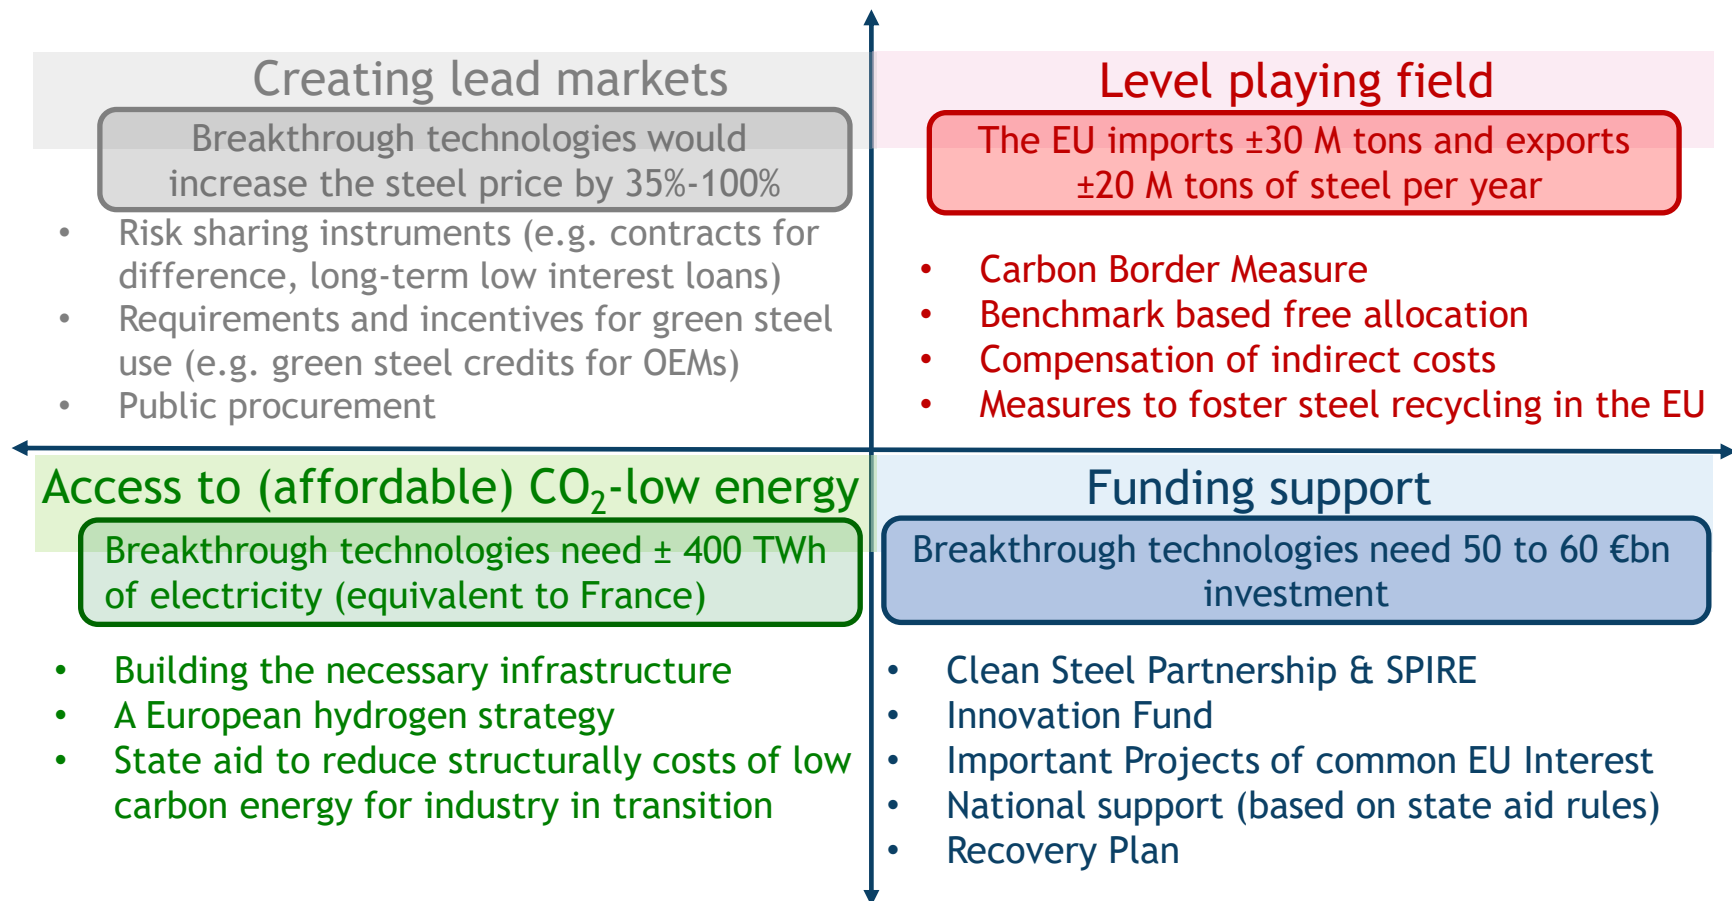 Creating lead markets
Breakthrough technologies would
increase the steel price by 35%-100%
• Risk sharing instruments (e.g. contracts for
difference, long-term low interest loans)
• Requirements and incentives for green steel
use (e.g. green steel credits for OEMs)
• Public procurement
Level playing field
The EU imports ±30 M tons and exports
±20 M tons of steel per year
• Carbon Border Measure
• Benchmark based free allocation
• Compensation of indirect costs
• Measures to foster steel recycling in the EU
Access to (affordable) CO₂-low energy
Breakthrough technologies need ± 400 TWh
of electricity (equivalent to France)
• Building the necessary infrastructure
• A European hydrogen strategy
• State aid to reduce structurally costs of low
carbon energy for industry in transition
Funding support
Breakthrough technologies need 50 to 60 €bn
investment
• Clean Steel Partnership & SPIRE
• Innovation Fund
• Important Projects of common EU Interest
• National support (based on state aid rules)
• Recovery Plan